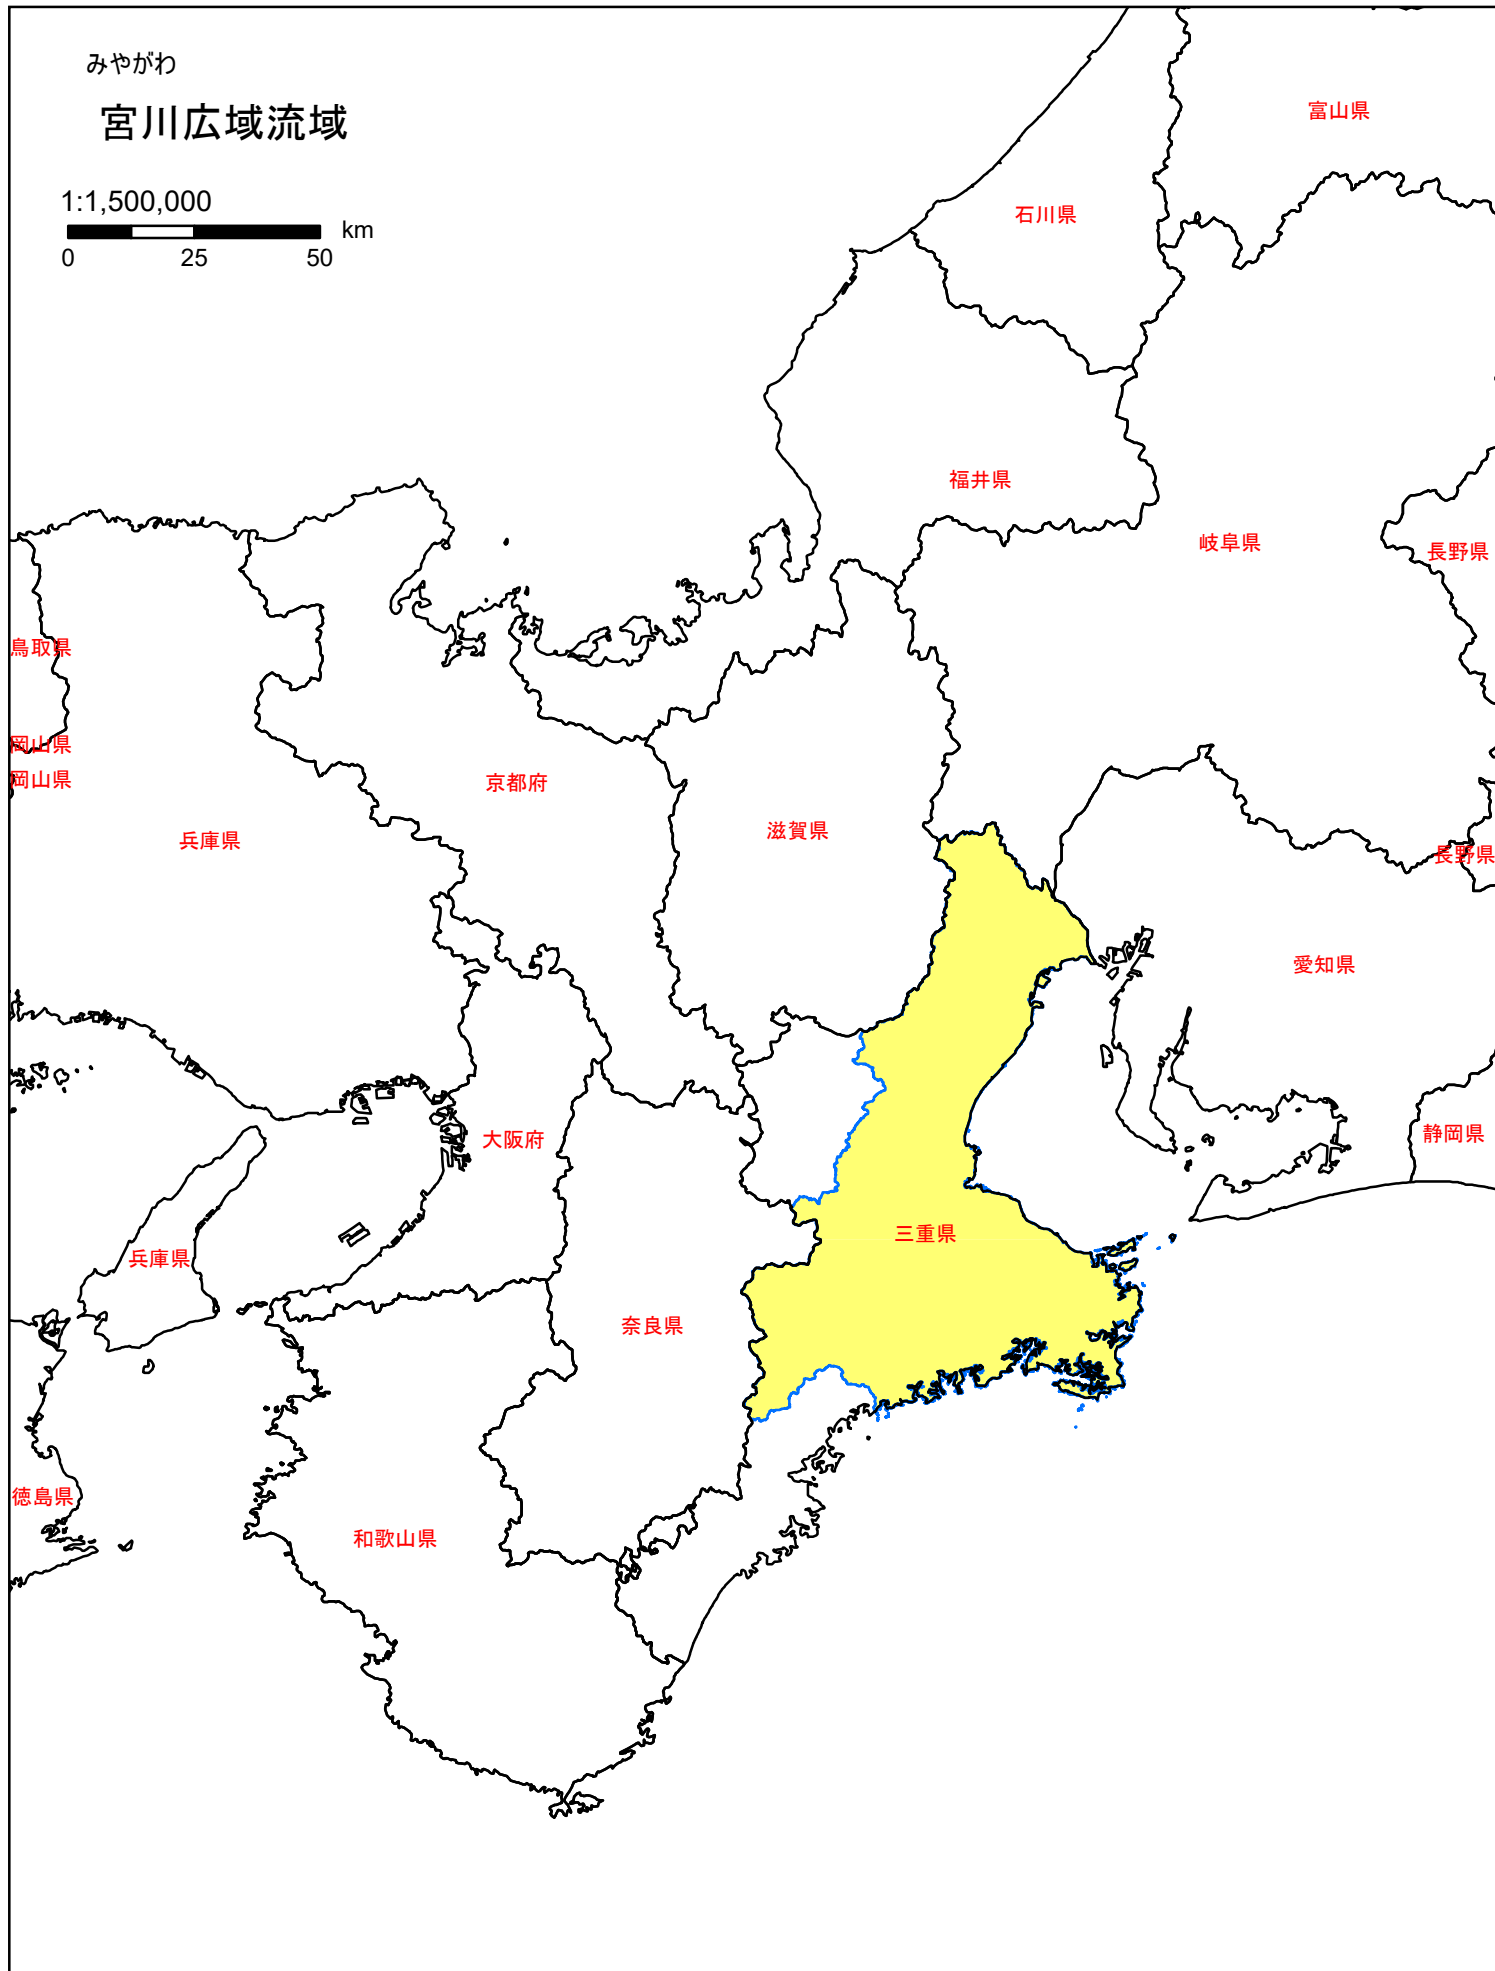 みやがわ
宮川広域流域
1:1,500,000
km
0 25 50
富山県
石川県
福井県
岐阜県
長野県
鳥取県
岡山県
岡山県
京都府
滋賀県
兵庫県
長野県
愛知県
大阪府
静岡県
三重県
兵庫県
奈良県
徳島県
和歌山県